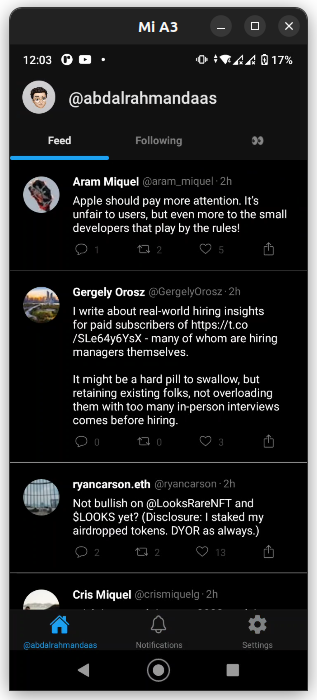 Mi A3
12:03
17%
@abdalrahmandaas
Feed Following 👀
Aram Miquel @aram_miquel · 2h
Apple should pay more attention. It's
unfair to users, but even more to the small
developers that play by the rules!
1 2 5
Gergely Orosz @GergelyOrosz · 2h
I write about real-world hiring insights
for paid subscribers of https://t.co
/SLe64y6YsX - many of whom are hiring
managers themselves.
It might be a hard pill to swallow, but
retaining existing folks, not overloading
them with too many in-person interviews
comes before hiring.
0 0 3
ryancarson.eth @ryancarson · 2h
Not bullish on @LooksRareNFT and
$LOOKS yet? (Disclosure: I staked my
airdropped tokens. DYOR as always.)
2 2 13
Cris Miquel @crismiquelg · 2h
@abdalrahmandaas Notifications Settings